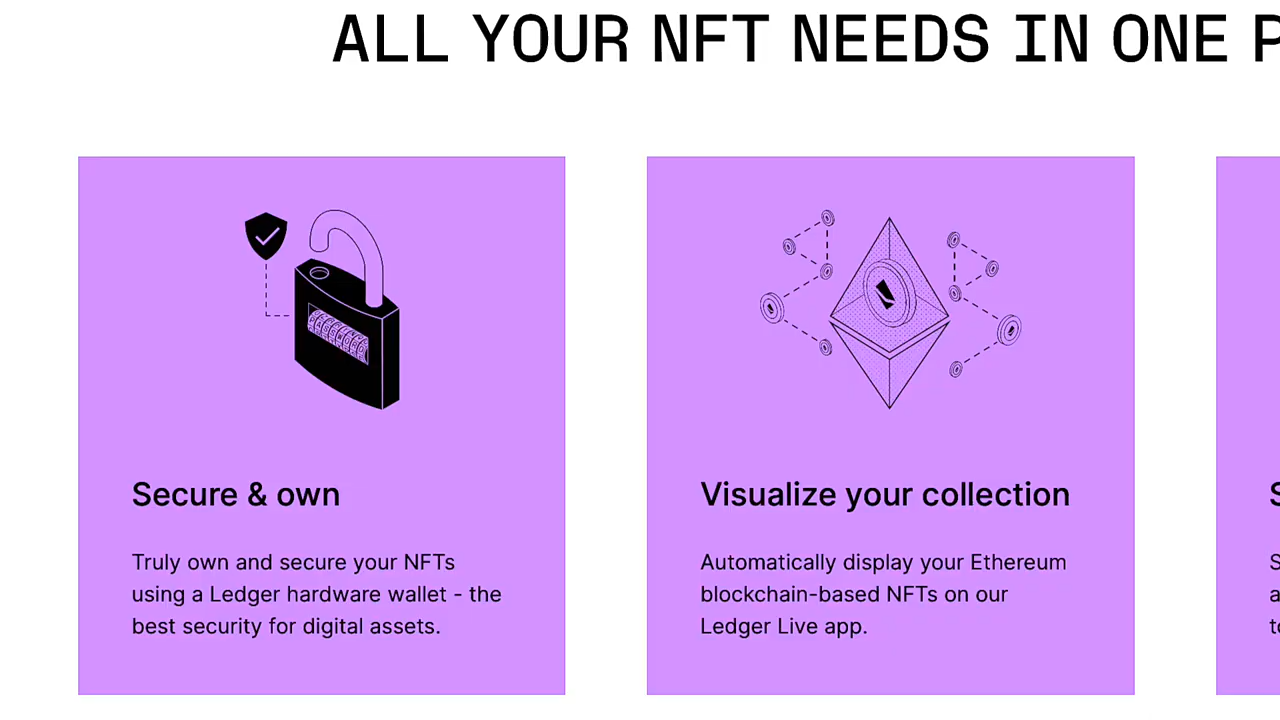 ALL YOUR NFT NEEDS IN ONE P
Secure & own
Truly own and secure your NFTs
using a Ledger hardware wallet - the
best security for digital assets.
Visualize your collection
Automatically display your Ethereum
blockchain-based NFTs on our
Ledger Live app.
S
S
a
to